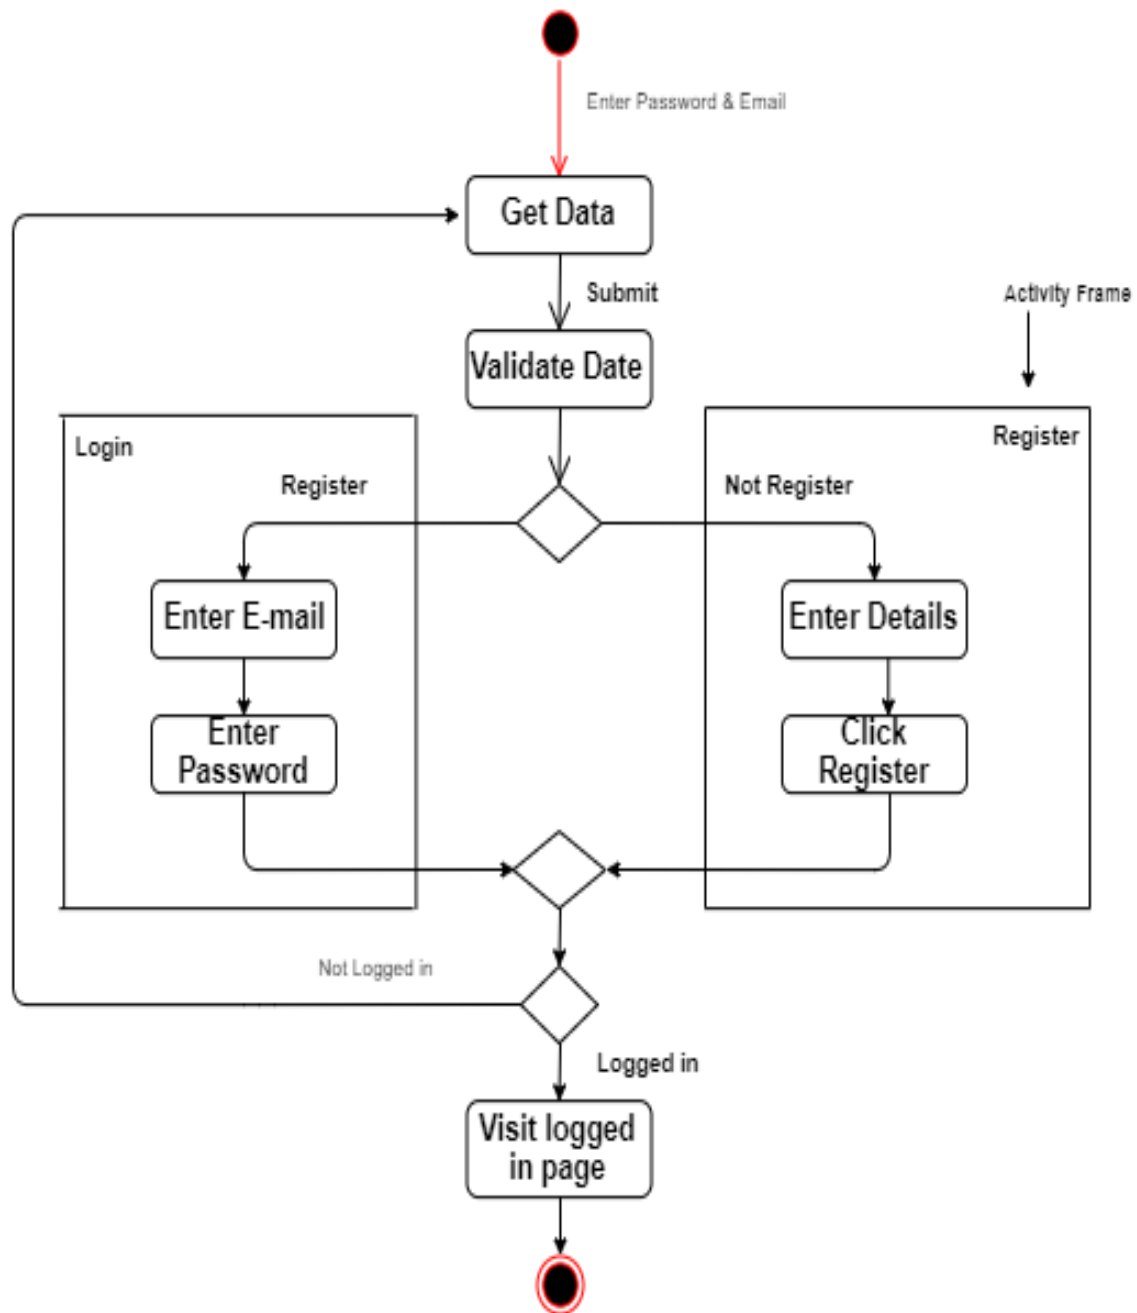 Enter Password & Email
Get Data
Submit
Activity Frame
Validate Date
Login
Register
Register
Not Register
Enter E-mail
Enter Details
Enter
Password
Click
Register
Not Logged in
Logged in
Visit logged
in page